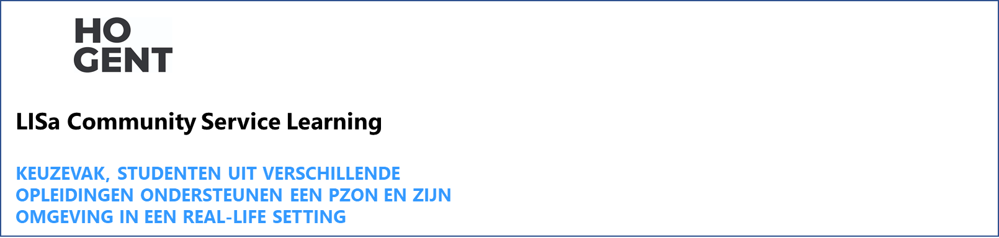 HO
GENT
LISa Community Service Learning
KEUZEVAK, STUDENTEN UIT VERSCHILLENDE
OPLEIDINGEN ONDERSTEUNEN EEN PZON EN ZIJN
OMGEVING IN EEN REAL-LIFE SETTING